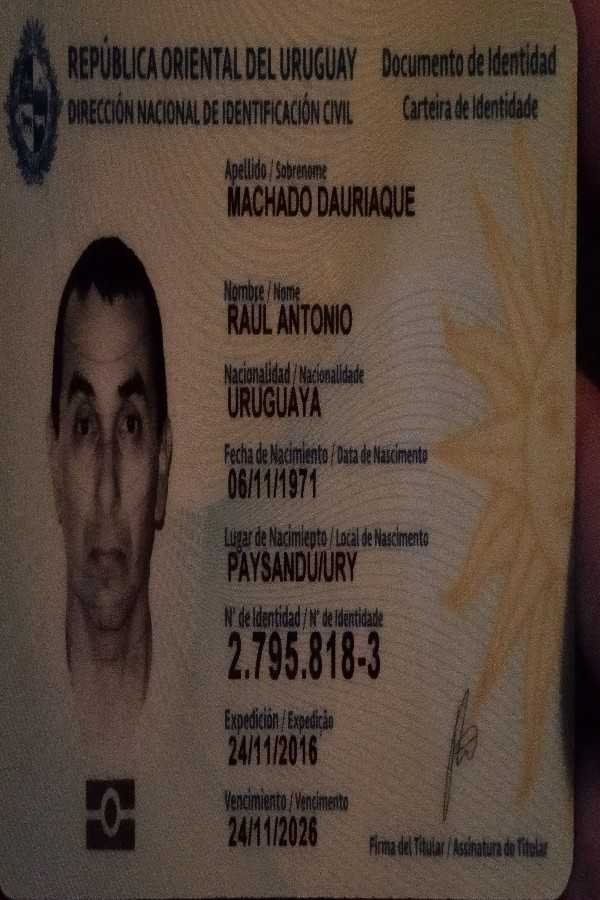 REPÚBLICA ORIENTAL DEL URUGUAY
DIRECCIÓN NACIONAL DE IDENTIFICACIÓN CIVIL
Documento de Identidad
Carteira de Identidade
Apellido / Sobrenome
MACHADO DAURIAQUE
Nombre / Nome
RAUL ANTONIO
Nacionalidad / Nacionalidade
URUGUAYA
Fecha de Nacimiento / Data de Nascimento
06/11/1971
Lugar de Nacimiento / Local de Nascimento
PAYSANDU/URY
N° de Identidad / N° de Identidade
2.795.818-3
Expedición / Expedição
24/11/2016
Vencimiento / Vencimento
24/11/2026
Firma del Titular / Assinatura do Titular